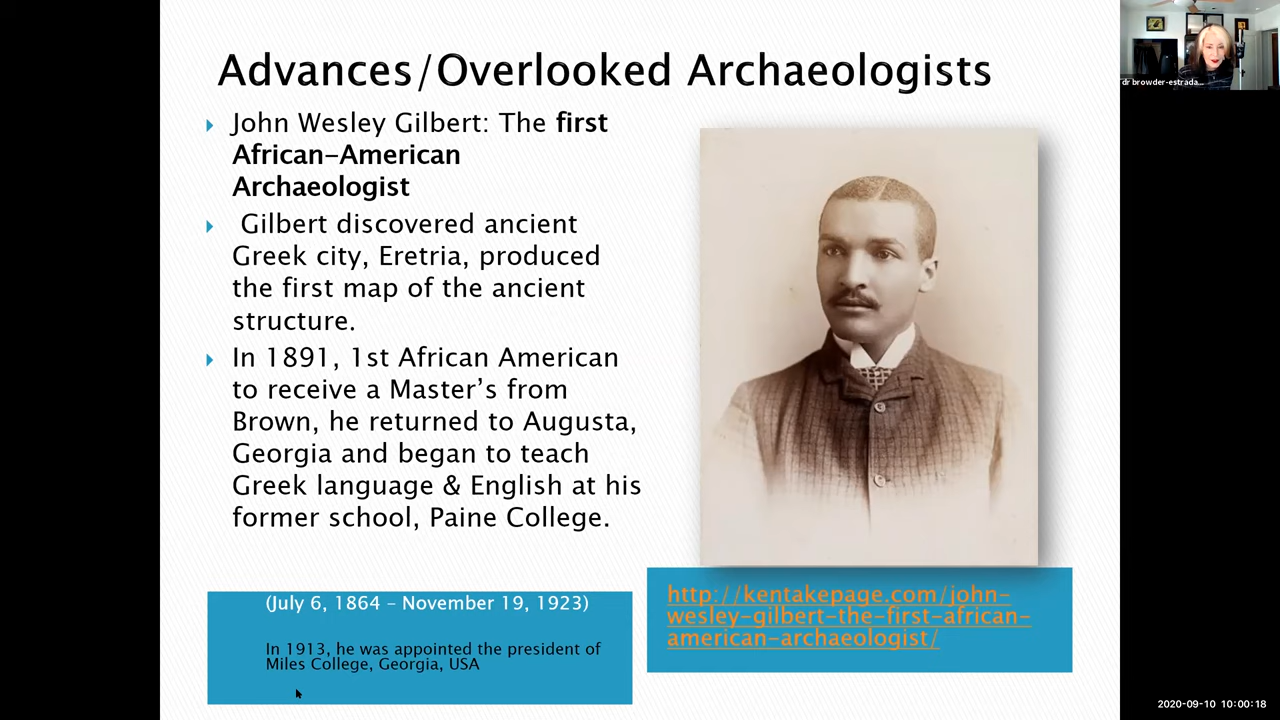 Advances/Overlooked Archaeologists
John Wesley Gilbert: The first
African-American
Archaeologist
Gilbert discovered ancient
Greek city, Eretria, produced
the first map of the ancient
structure.
In 1891, 1st African American
to receive a Master's from
Brown, he returned to Augusta,
Georgia and began to teach
Greek language & English at his
former school, Paine College.
(July 6, 1864 – November 19, 1923)
In 1913, he was appointed the president of
Miles College, Georgia, USA
http://kentakepage.com/john-
wesley-gilbert-the-first-african-
american-archaeologist/
dr browder-estrada...
2020-09-10 10:00:18